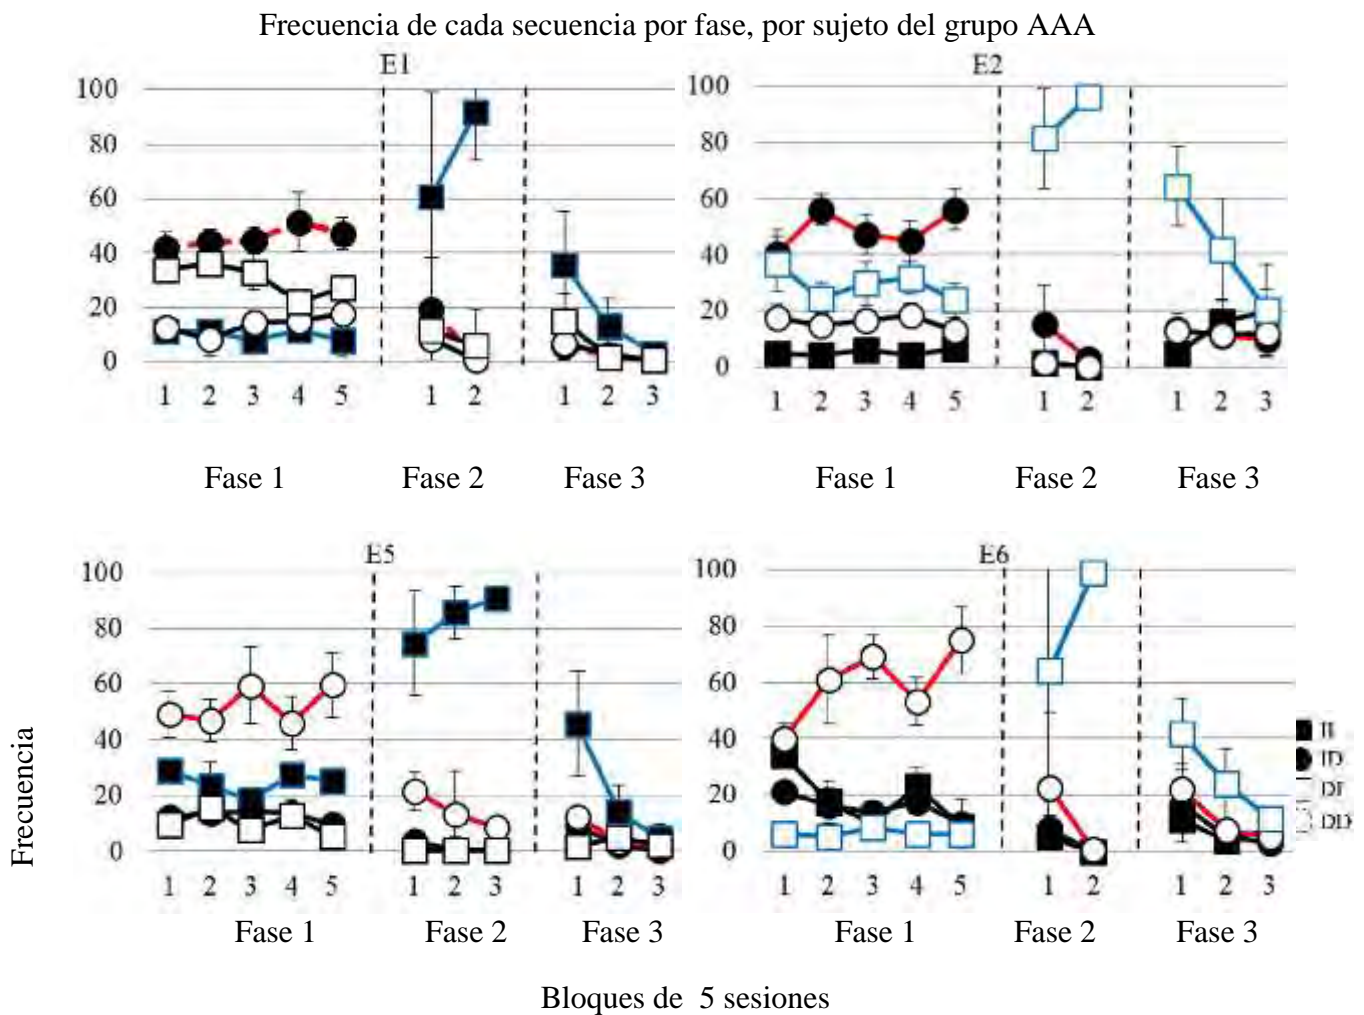 Frecuencia de cada secuencia por fase, por sujeto del grupo AAA
E1
100
80
60
40
20
0
1 2 3 4 5 1 2 1 2 3
Fase 1 Fase 2 Fase 3
E2
100
80
60
40
20
0
1 2 3 4 5 1 2 1 2 3
Fase 1 Fase 2 Fase 3
E5
100
80
60
40
20
0
1 2 3 4 5 1 2 3 1 2 3
Fase 1 Fase 2 Fase 3
E6
100
80
60
40
20
0
1 2 3 4 5 1 2 1 2 3
Fase 1 Fase 2 Fase 3
II
ID
DI
DD
Frecuencia
Bloques de 5 sesiones